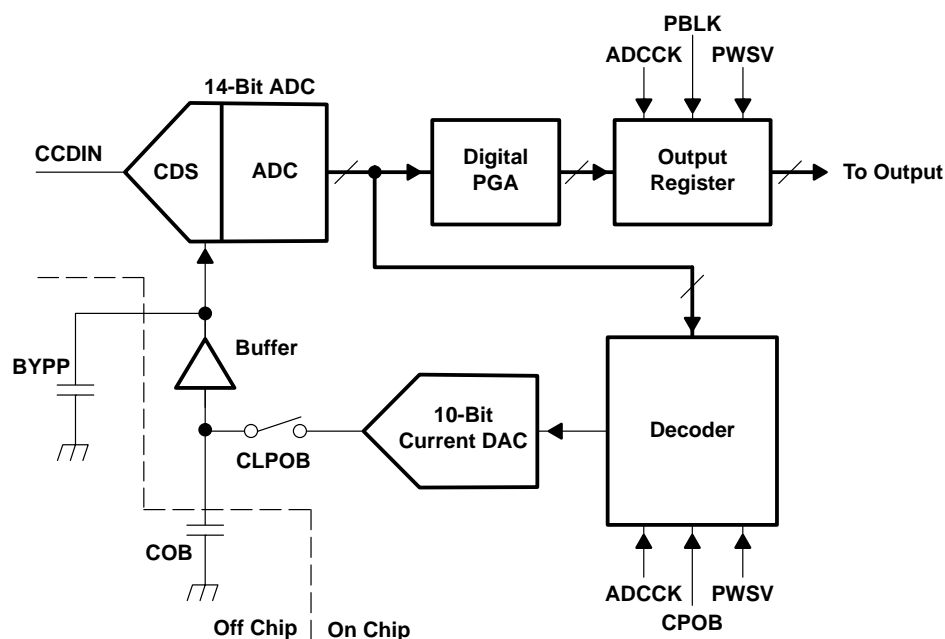 PBLK
ADCCK
PWSV
14-Bit ADC
CCDIN
CDS
ADC
Digital
PGA
Output
Register
To Output
BYPP
Buffer
CLPOB
10-Bit
Current DAC
Decoder
COB
ADCCK
PWSV
CPOB
Off Chip
On Chip